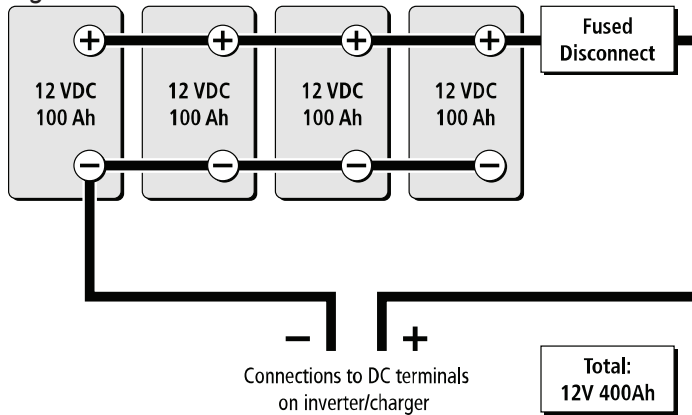 + + + +
Fused
Disconnect
12 VDC
100 Ah
12 VDC
100 Ah
12 VDC
100 Ah
12 VDC
100 Ah
− − − −
− +
Connections to DC terminals
on inverter/charger
Total:
12V 400Ah